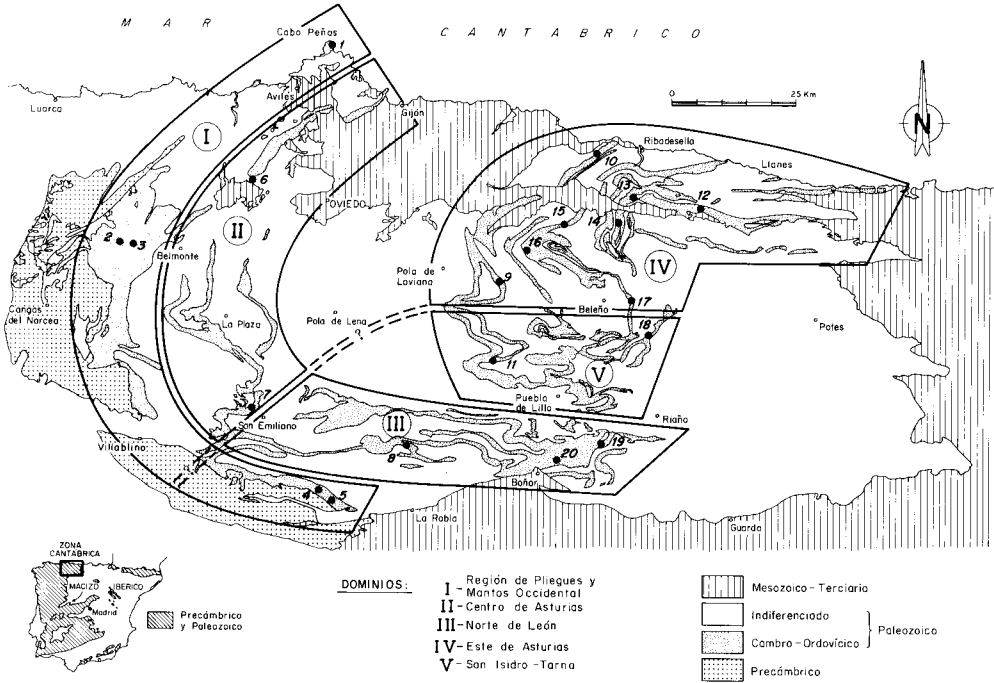 MAR CANTABRICO
Cabo Peñas
1
Luarca
Aviles
Gijón
0 25 Km
N
I
Ribadesella
10
Llanes
6
OVIEDO
13
12
II
15
14
2 3
Belmonte
16
IV
Pola de
Laviana
9
Cangas
del Narcea
La Plaza
Pola de Lena
Beleño
17
Potes
18
11
V
7
Puebla
de Lillo
San Emiliano
III
Riaño
Villablino
8
19
20
Boñar
4
5
La Robla
Guardo
ZONA
CANTABRICA
MACIZO IBERICO
Madrid
Precámbrico
y Paleozoico
DOMINIOS:
I - Región de Pliegues y
Mantos Occidental
II - Centro de Asturias
III - Norte de León
IV - Este de Asturias
V - San Isidro - Tarna
Mesozoico - Terciario
Indiferenciado
Paleozoico
Cambro - Ordovícico
Precámbrico